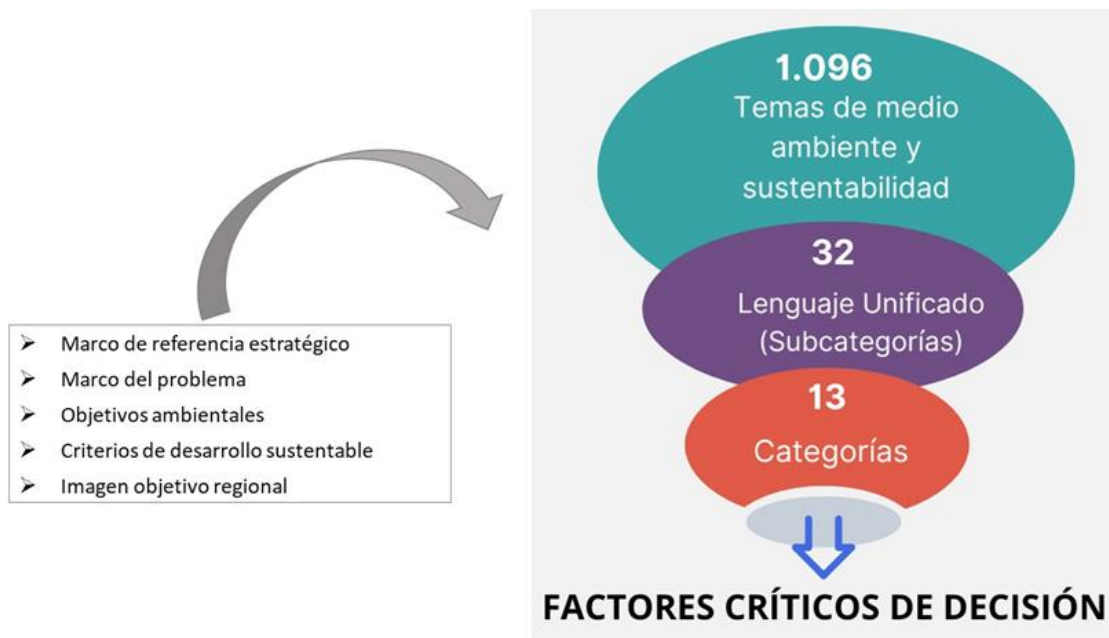 Marco de referencia estratégico
Marco del problema
Objetivos ambientales
Criterios de desarrollo sustentable
Imagen objetivo regional
1.096
Temas de medio
ambiente y
sustentabilidad
32
Lenguaje Unificado
(Subcategorías)
13
Categorías
FACTORES CRÍTICOS DE DECISIÓN